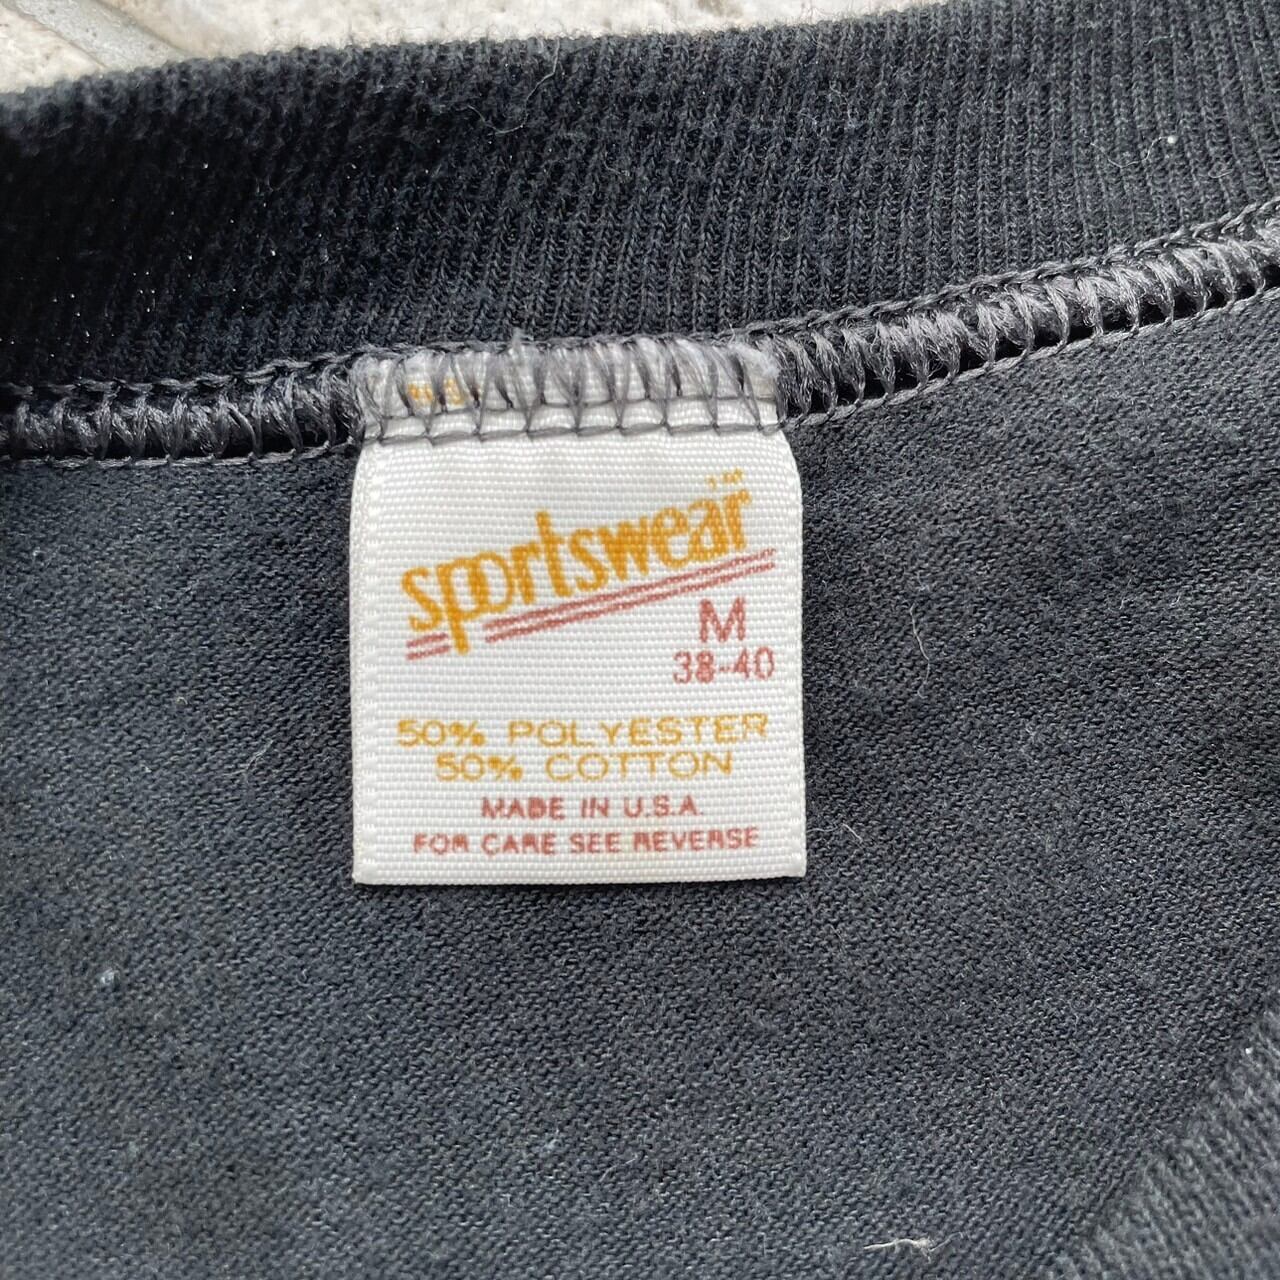 sportswear
M
38-40
50% POLYESTER
50% COTTON
MADE IN U.S.A.
FOR CARE SEE REVERSE